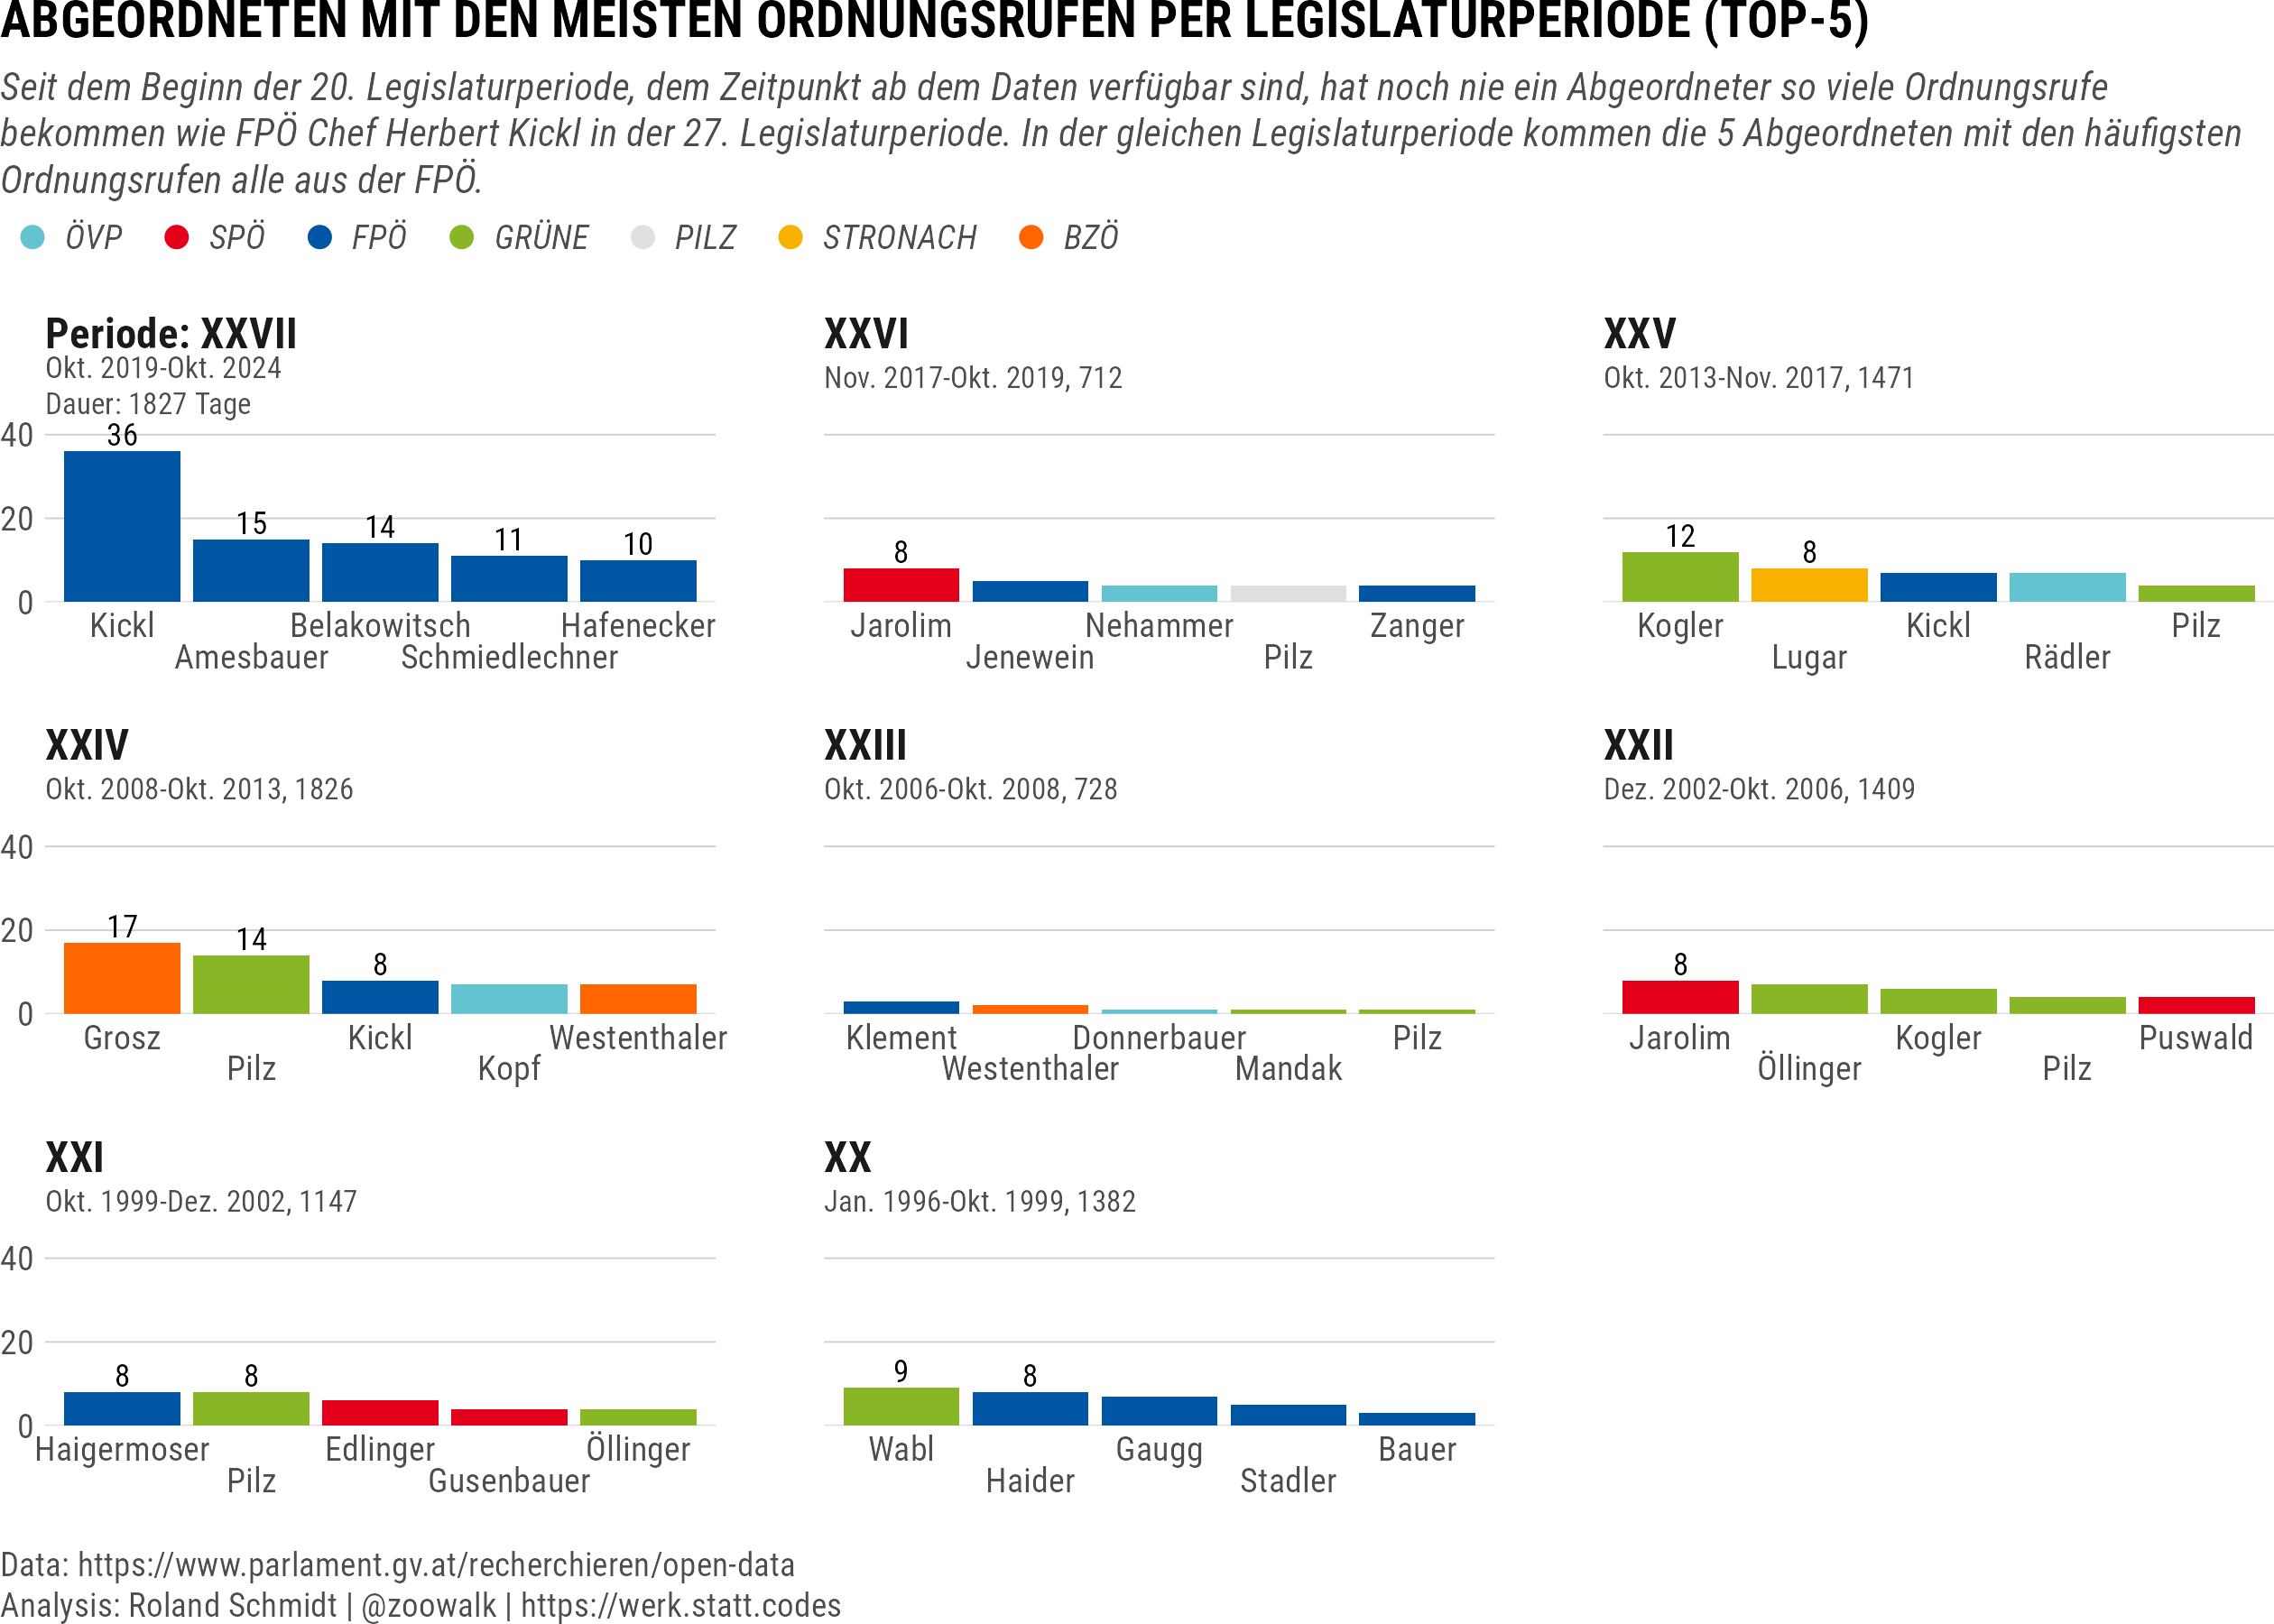 ABGEORDNETEN MIT DEN MEISTEN ORDNUNGSRUFEN PER LEGISLATURPERIODE (TOP-5)
Seit dem Beginn der 20. Legislaturperiode, dem Zeitpunkt ab dem Daten verfügbar sind, hat noch nie ein Abgeordneter so viele Ordnungsrufe
bekommen wie FPÖ Chef Herbert Kickl in der 27. Legislaturperiode. In der gleichen Legislaturperiode kommen die 5 Abgeordneten mit den häufigsten
Ordnungsrufen alle aus der FPÖ.
ÖVP SPÖ FPÖ GRÜNE PILZ STRONACH BZÖ
Periode: XXVII
Okt. 2019-Okt. 2024
Dauer: 1827 Tage
40
20
0
36
15
14
11
10
Kickl Belakowitsch Hafenecker
Amesbauer Schmiedlechner
XXVI
Nov. 2017-Okt. 2019, 712
8
Jarolim Nehammer Zanger
Jenewein Pilz
XXV
Okt. 2013-Nov. 2017, 1471
12
8
Kogler Kickl Pilz
Lugar Rädler
XXIV
Okt. 2008-Okt. 2013, 1826
40
20
0
17
14
8
Grosz Kickl Westenthaler
Pilz Kopf
XXIII
Okt. 2006-Okt. 2008, 728
Klement Donnerbauer Pilz
Westenthaler Mandak
XXII
Dez. 2002-Okt. 2006, 1409
8
Jarolim Kogler Puswald
Öllinger Pilz
XXI
Okt. 1999-Dez. 2002, 1147
40
20
0
8
8
Haigermoser Edlinger Öllinger
Pilz Gusenbauer
XX
Jan. 1996-Okt. 1999, 1382
9
8
Wabl Gaugg Bauer
Haider Stadler
Data: https://www.parlament.gv.at/recherchieren/open-data
Analysis: Roland Schmidt | @zoowalk | https://werk.statt.codes